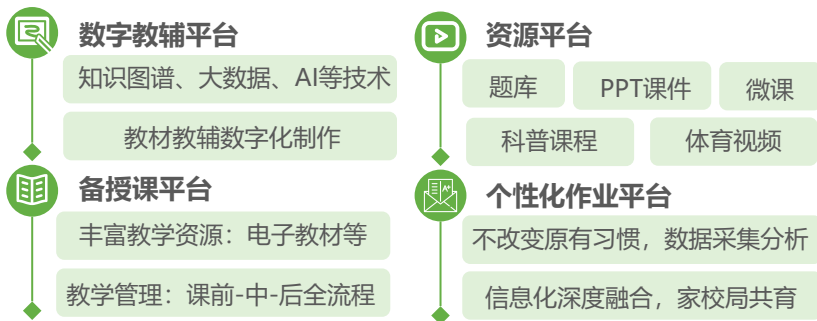 数字教辅平台
知识图谱、大数据、AI等技术
教材教辅数字化制作
备授课平台
丰富教学资源：电子教材等
教学管理：课前-中-后全流程
资源平台
题库 PPT课件 微课
科普课程 体育视频
个性化作业平台
不改变原有习惯，数据采集分析
信息化深度融合，家校局共育